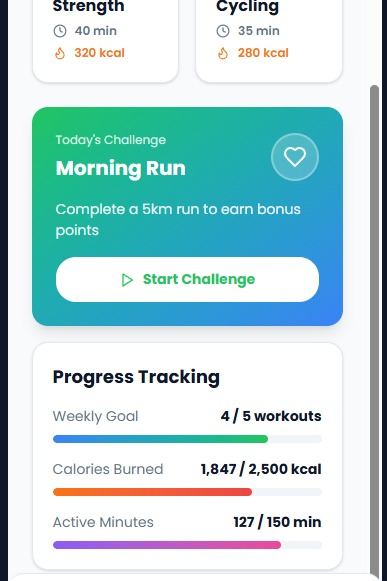 Strength
Cycling
40 min
35 min
320 kcal
280 kcal
Today's Challenge
Morning Run
Complete a 5km run to earn bonus
points
Start Challenge
Progress Tracking
Weekly Goal 4 / 5 workouts
Calories Burned 1,847 / 2,500 kcal
Active Minutes 127 / 150 min